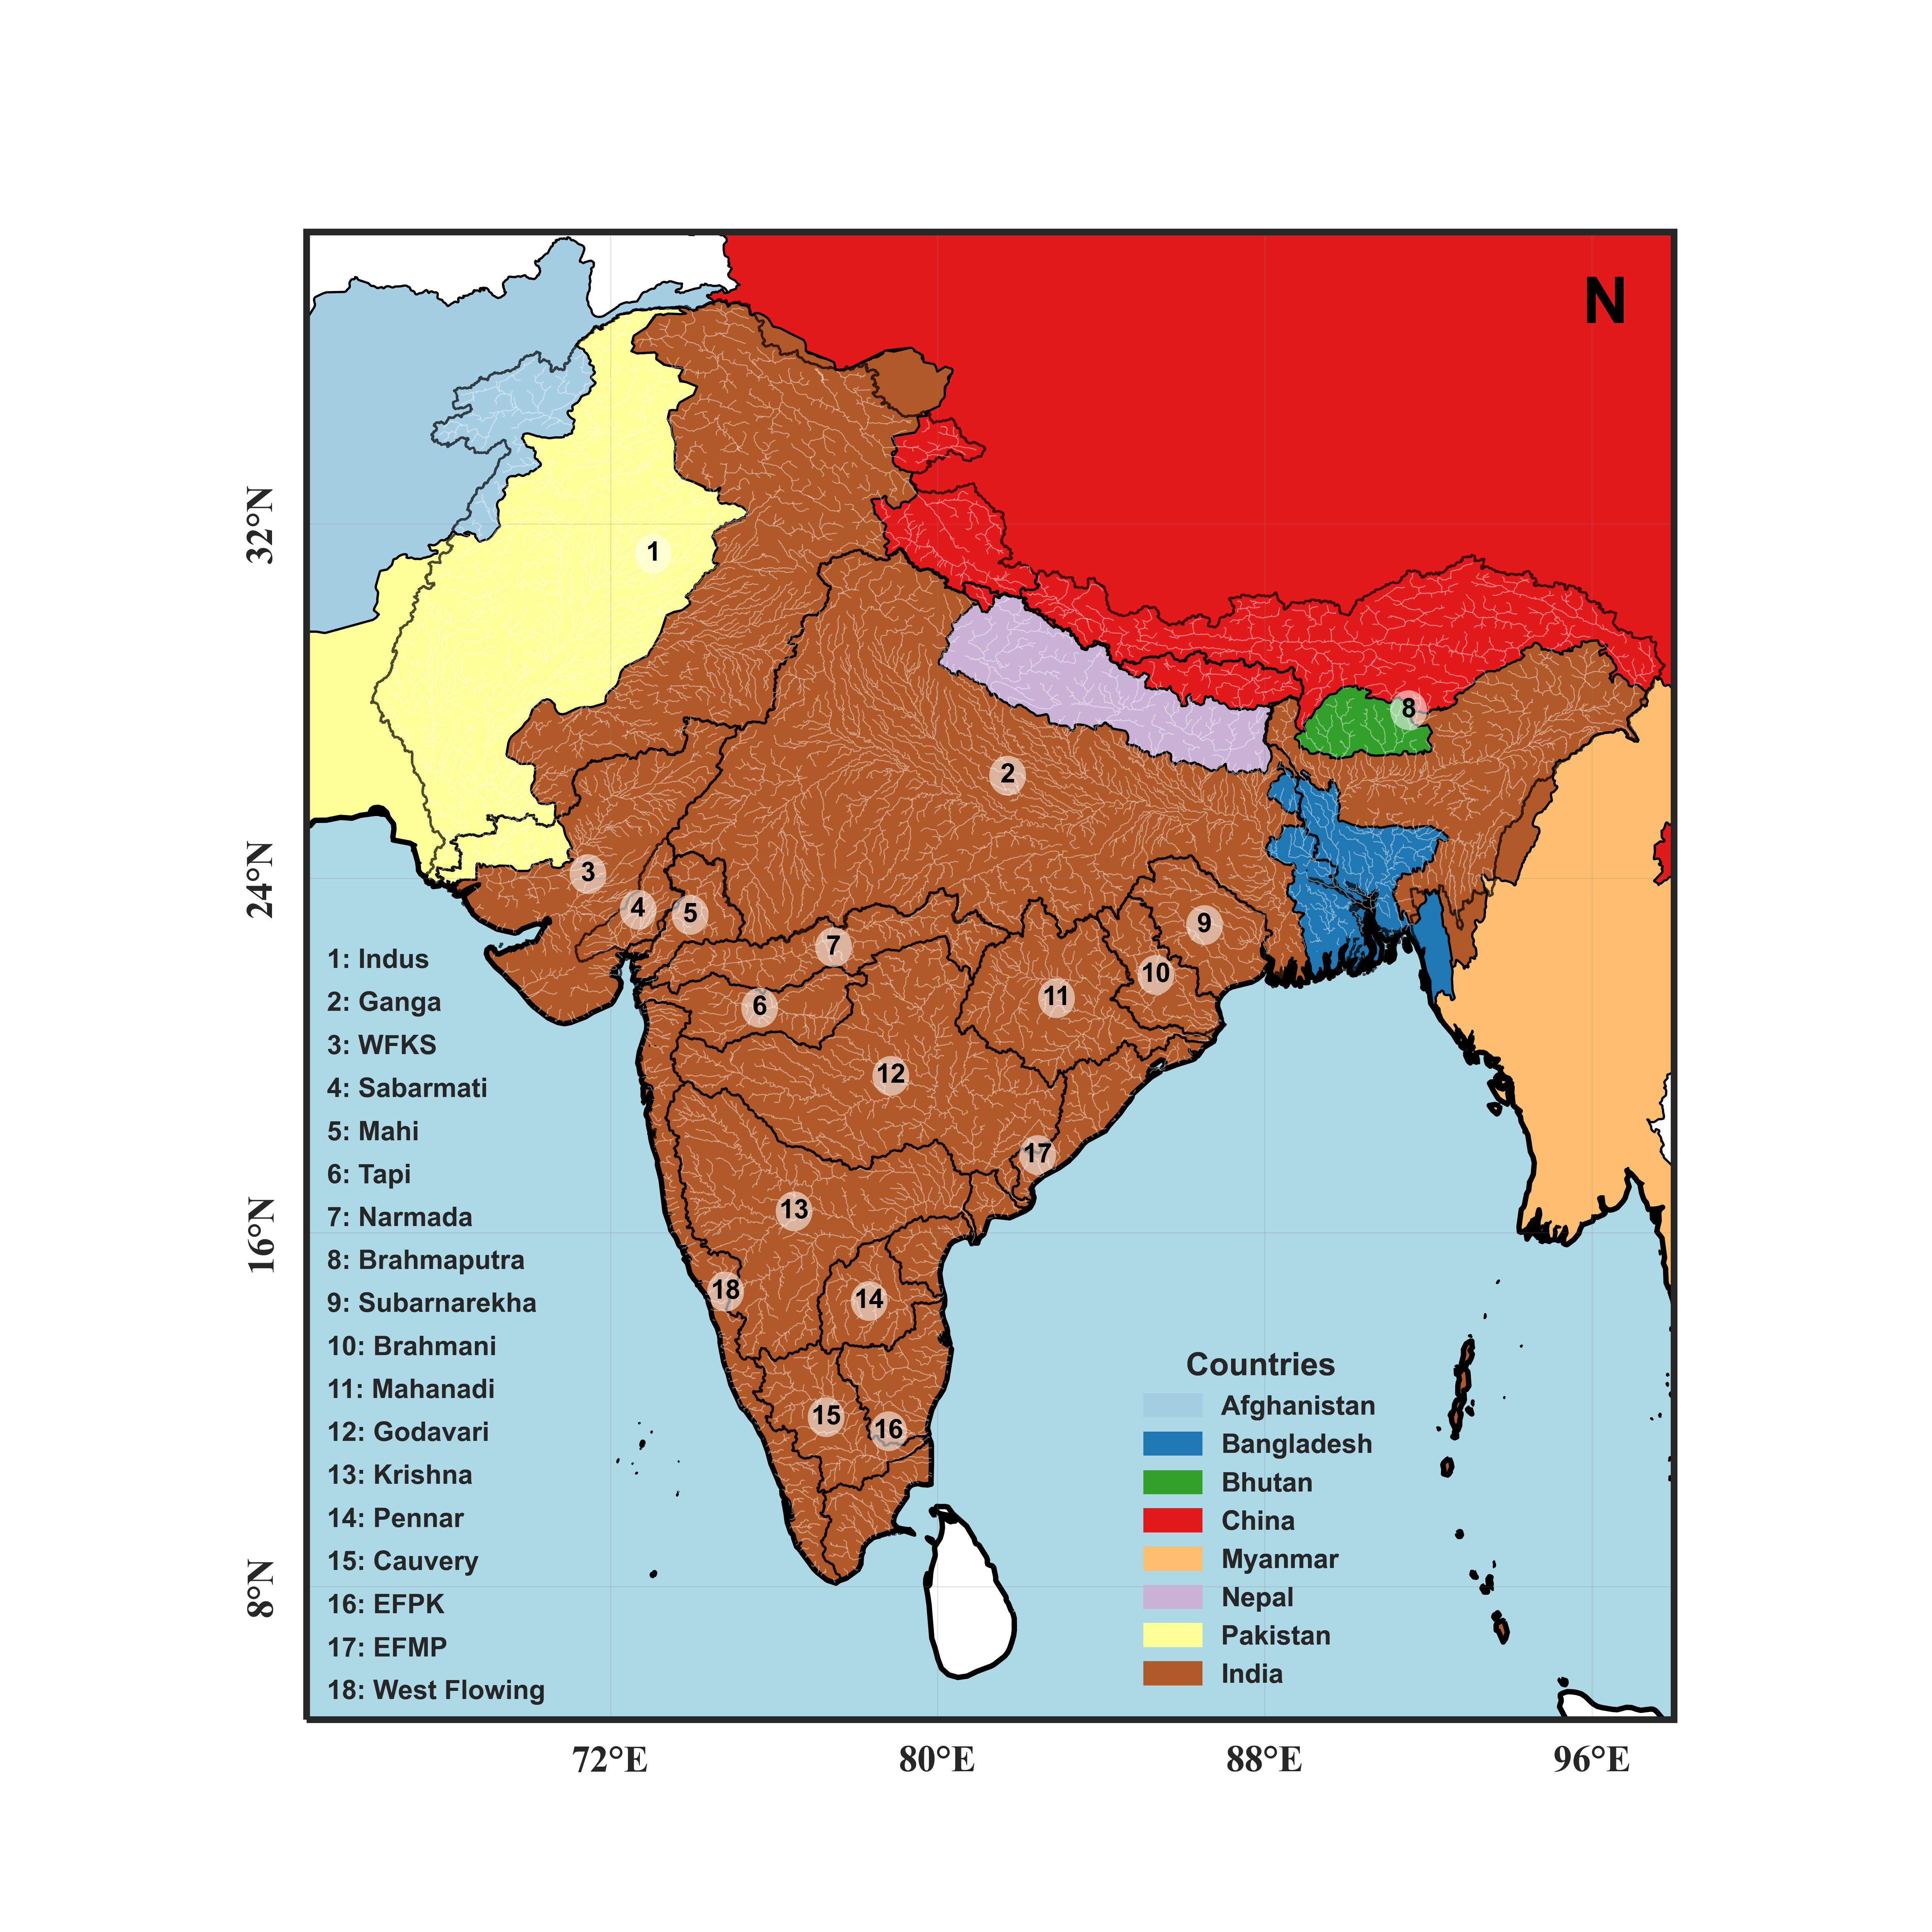 N
32°N
24°N
16°N
8°N
1
2
8
3
4
5
7
9
10
6
11
12
17
13
18
14
15
16
1: Indus
2: Ganga
3: WFKS
4: Sabarmati
5: Mahi
6: Tapi
7: Narmada
8: Brahmaputra
9: Subarnarekha
10: Brahmani
11: Mahanadi
12: Godavari
13: Krishna
14: Pennar
15: Cauvery
16: EFPK
17: EFMP
18: West Flowing
Countries
Afghanistan
Bangladesh
Bhutan
China
Myanmar
Nepal
Pakistan
India
72°E
80°E
88°E
96°E